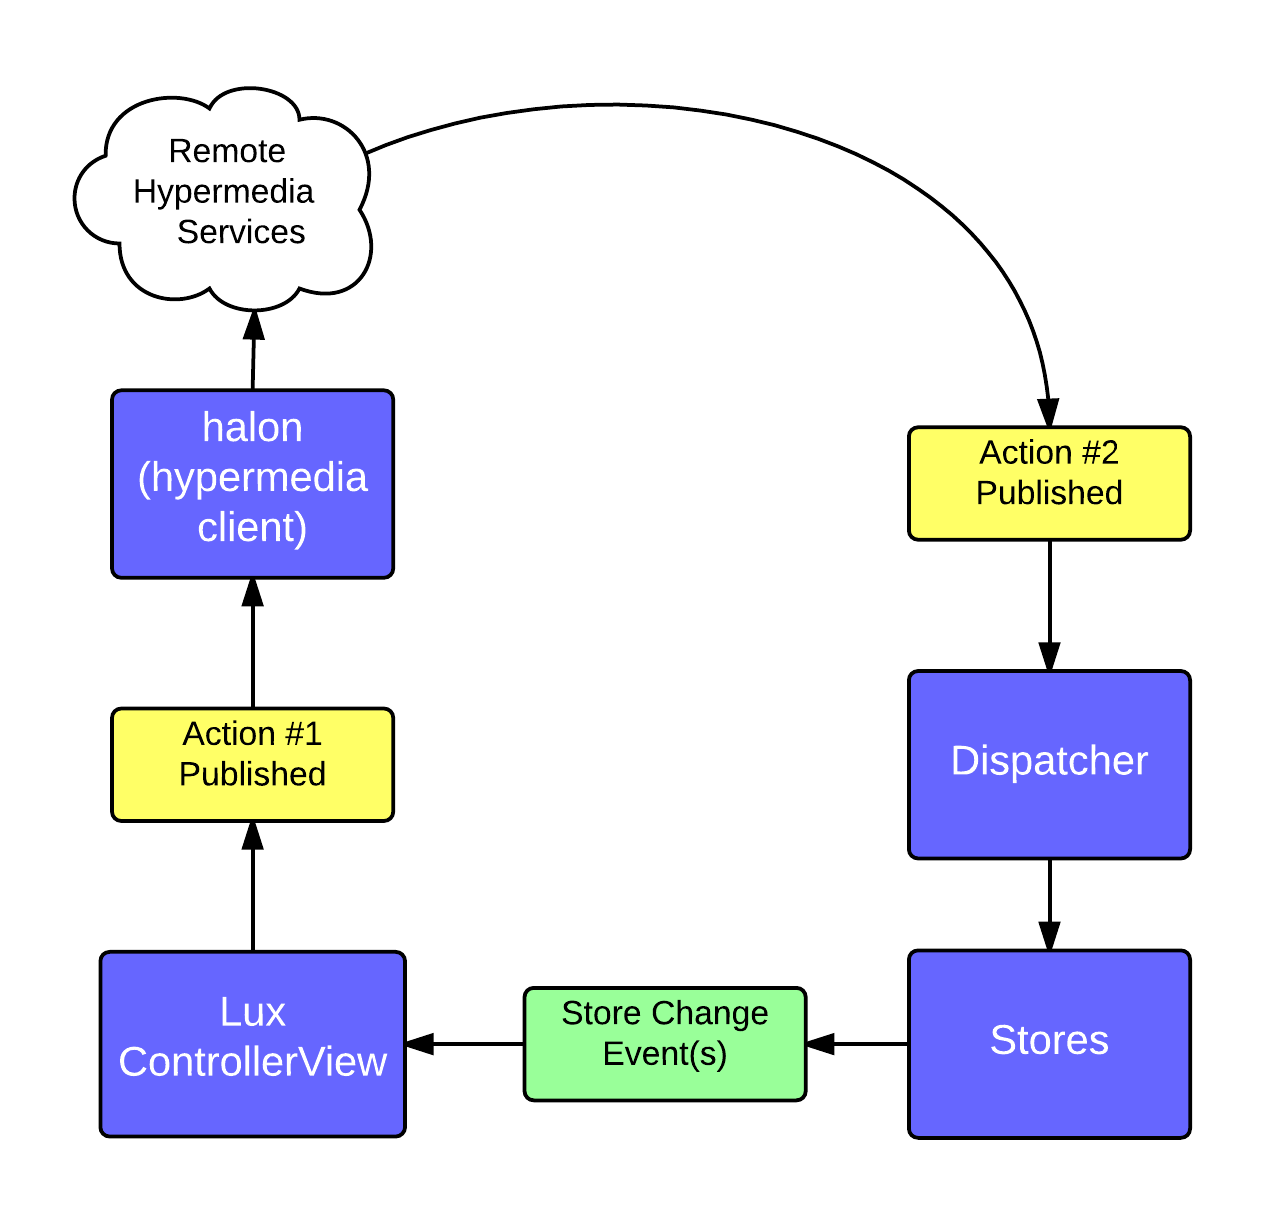 Remote
Hypermedia
Services
halon
(hypermedia
client)
Action #2
Published
Action #1
Published
Dispatcher
Lux
ControllerView
Store Change
Event(s)
Stores